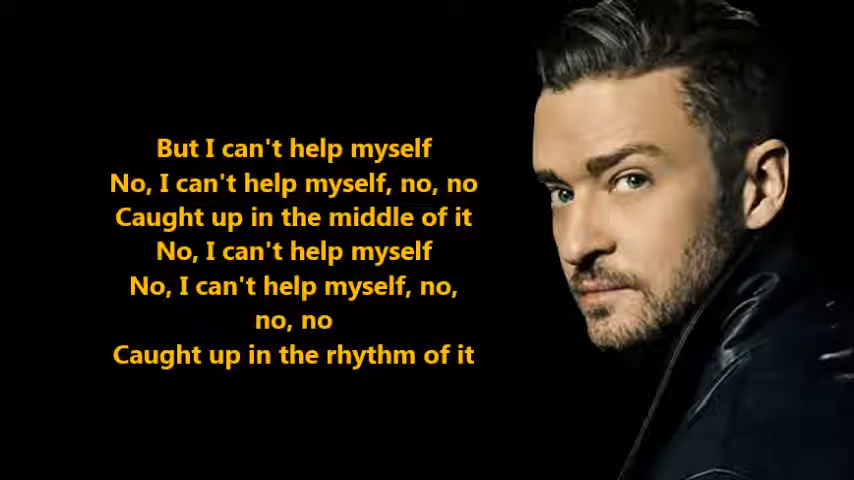 But I can't help myself
No, I can't help myself, no, no
Caught up in the middle of it
No, I can't help myself
No, I can't help myself, no,
no, no
Caught up in the rhythm of it